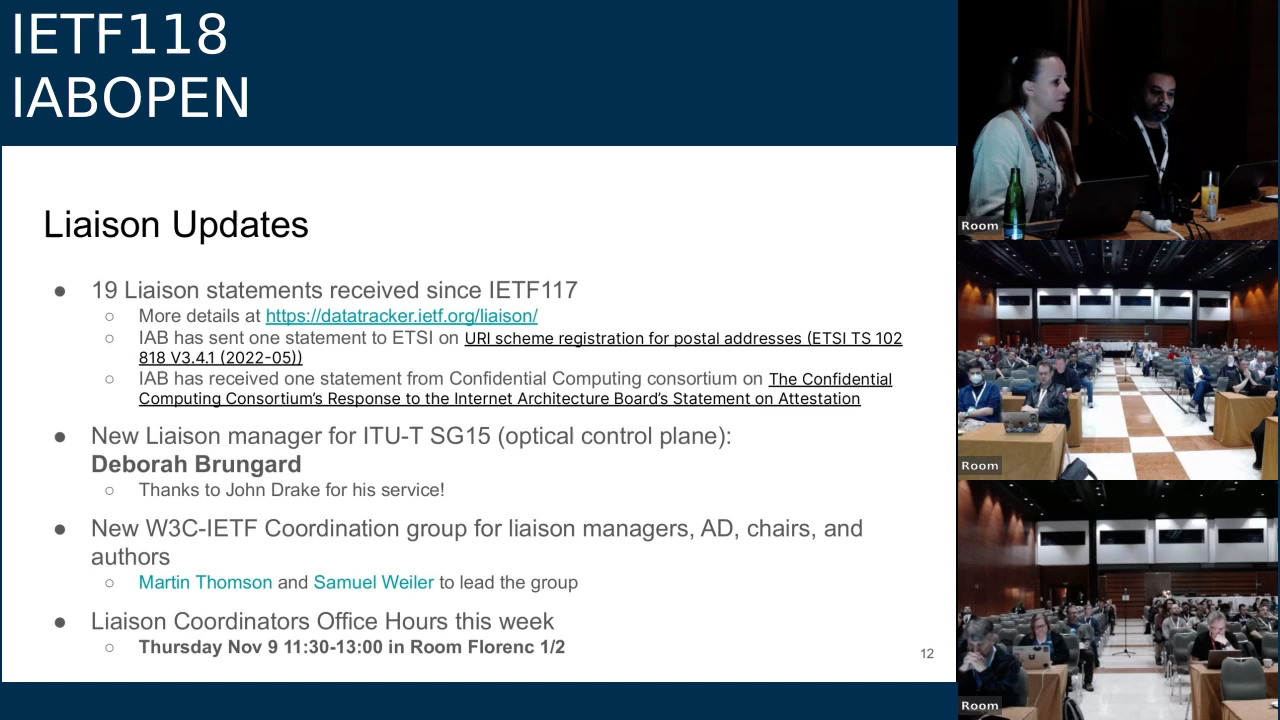 IETF118
IABOPEN
Liaison Updates
● 19 Liaison statements received since IETF117
○ More details at https://datatracker.ietf.org/liaison/
○ IAB has sent one statement to ETSI on URI scheme registration for postal addresses (ETSI TS 102
818 V3.4.1 (2022-05))
○ IAB has received one statement from Confidential Computing consortium on The Confidential
Computing Consortium’s Response to the Internet Architecture Board’s Statement on Attestation
● New Liaison manager for ITU-T SG15 (optical control plane):
Deborah Brungard
○ Thanks to John Drake for his service!
● New W3C-IETF Coordination group for liaison managers, AD, chairs, and
authors
○ Martin Thomson and Samuel Weiler to lead the group
● Liaison Coordinators Office Hours this week
○ Thursday Nov 9 11:30-13:00 in Room Florenc 1/2
12
Room
Room
Room